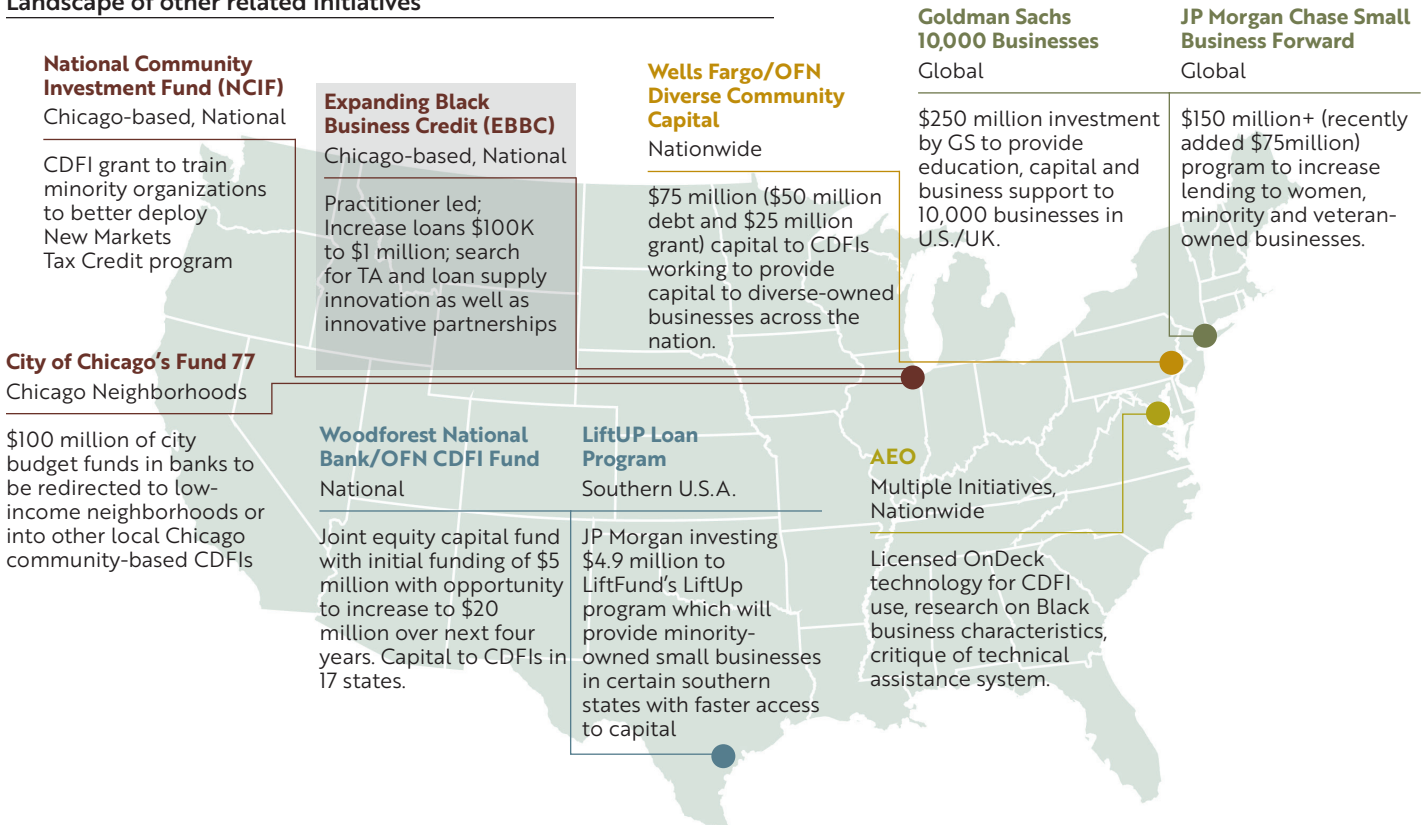 Landscape of other related initiatives
National Community
Investment Fund (NCIF)
Chicago-based, National
CDFI grant to train
minority organizations
to better deploy
New Markets
Tax Credit program
Expanding Black
Business Credit (EBBC)
Chicago-based, National
Practitioner led;
Increase loans $100K
to $1 million; search
for TA and loan supply
innovation as well as
innovative partnerships
Wells Fargo/OFN
Diverse Community
Capital
Nationwide
$75 million ($50 million
debt and $25 million
grant) capital to CDFIs
working to provide
capital to diverse-owned
businesses across the
nation.
Goldman Sachs
10,000 Businesses
Global
$250 million investment
by GS to provide
education, capital and
business support to
10,000 businesses in
U.S./UK.
JP Morgan Chase Small
Business Forward
Global
$150 million+ (recently
added $75million)
program to increase
lending to women,
minority and veteran-
owned businesses.
City of Chicago's Fund 77
Chicago Neighborhoods
$100 million of city
budget funds in banks to
be redirected to low-
income neighborhoods or
into other local Chicago
community-based CDFIs
Woodforest National
Bank/OFN CDFI Fund
National
Joint equity capital fund
with initial funding of $5
million with opportunity
to increase to $20
million over next four
years. Capital to CDFIs in
17 states.
LiftUP Loan
Program
Southern U.S.A.
JP Morgan investing
$4.9 million to
LiftFund's LiftUp
program which will
provide minority-
owned small businesses
in certain southern
states with faster access
to capital
AEO
Multiple Initiatives,
Nationwide
Licensed OnDeck
technology for CDFI
use, research on Black
business characteristics,
critique of technical
assistance system.